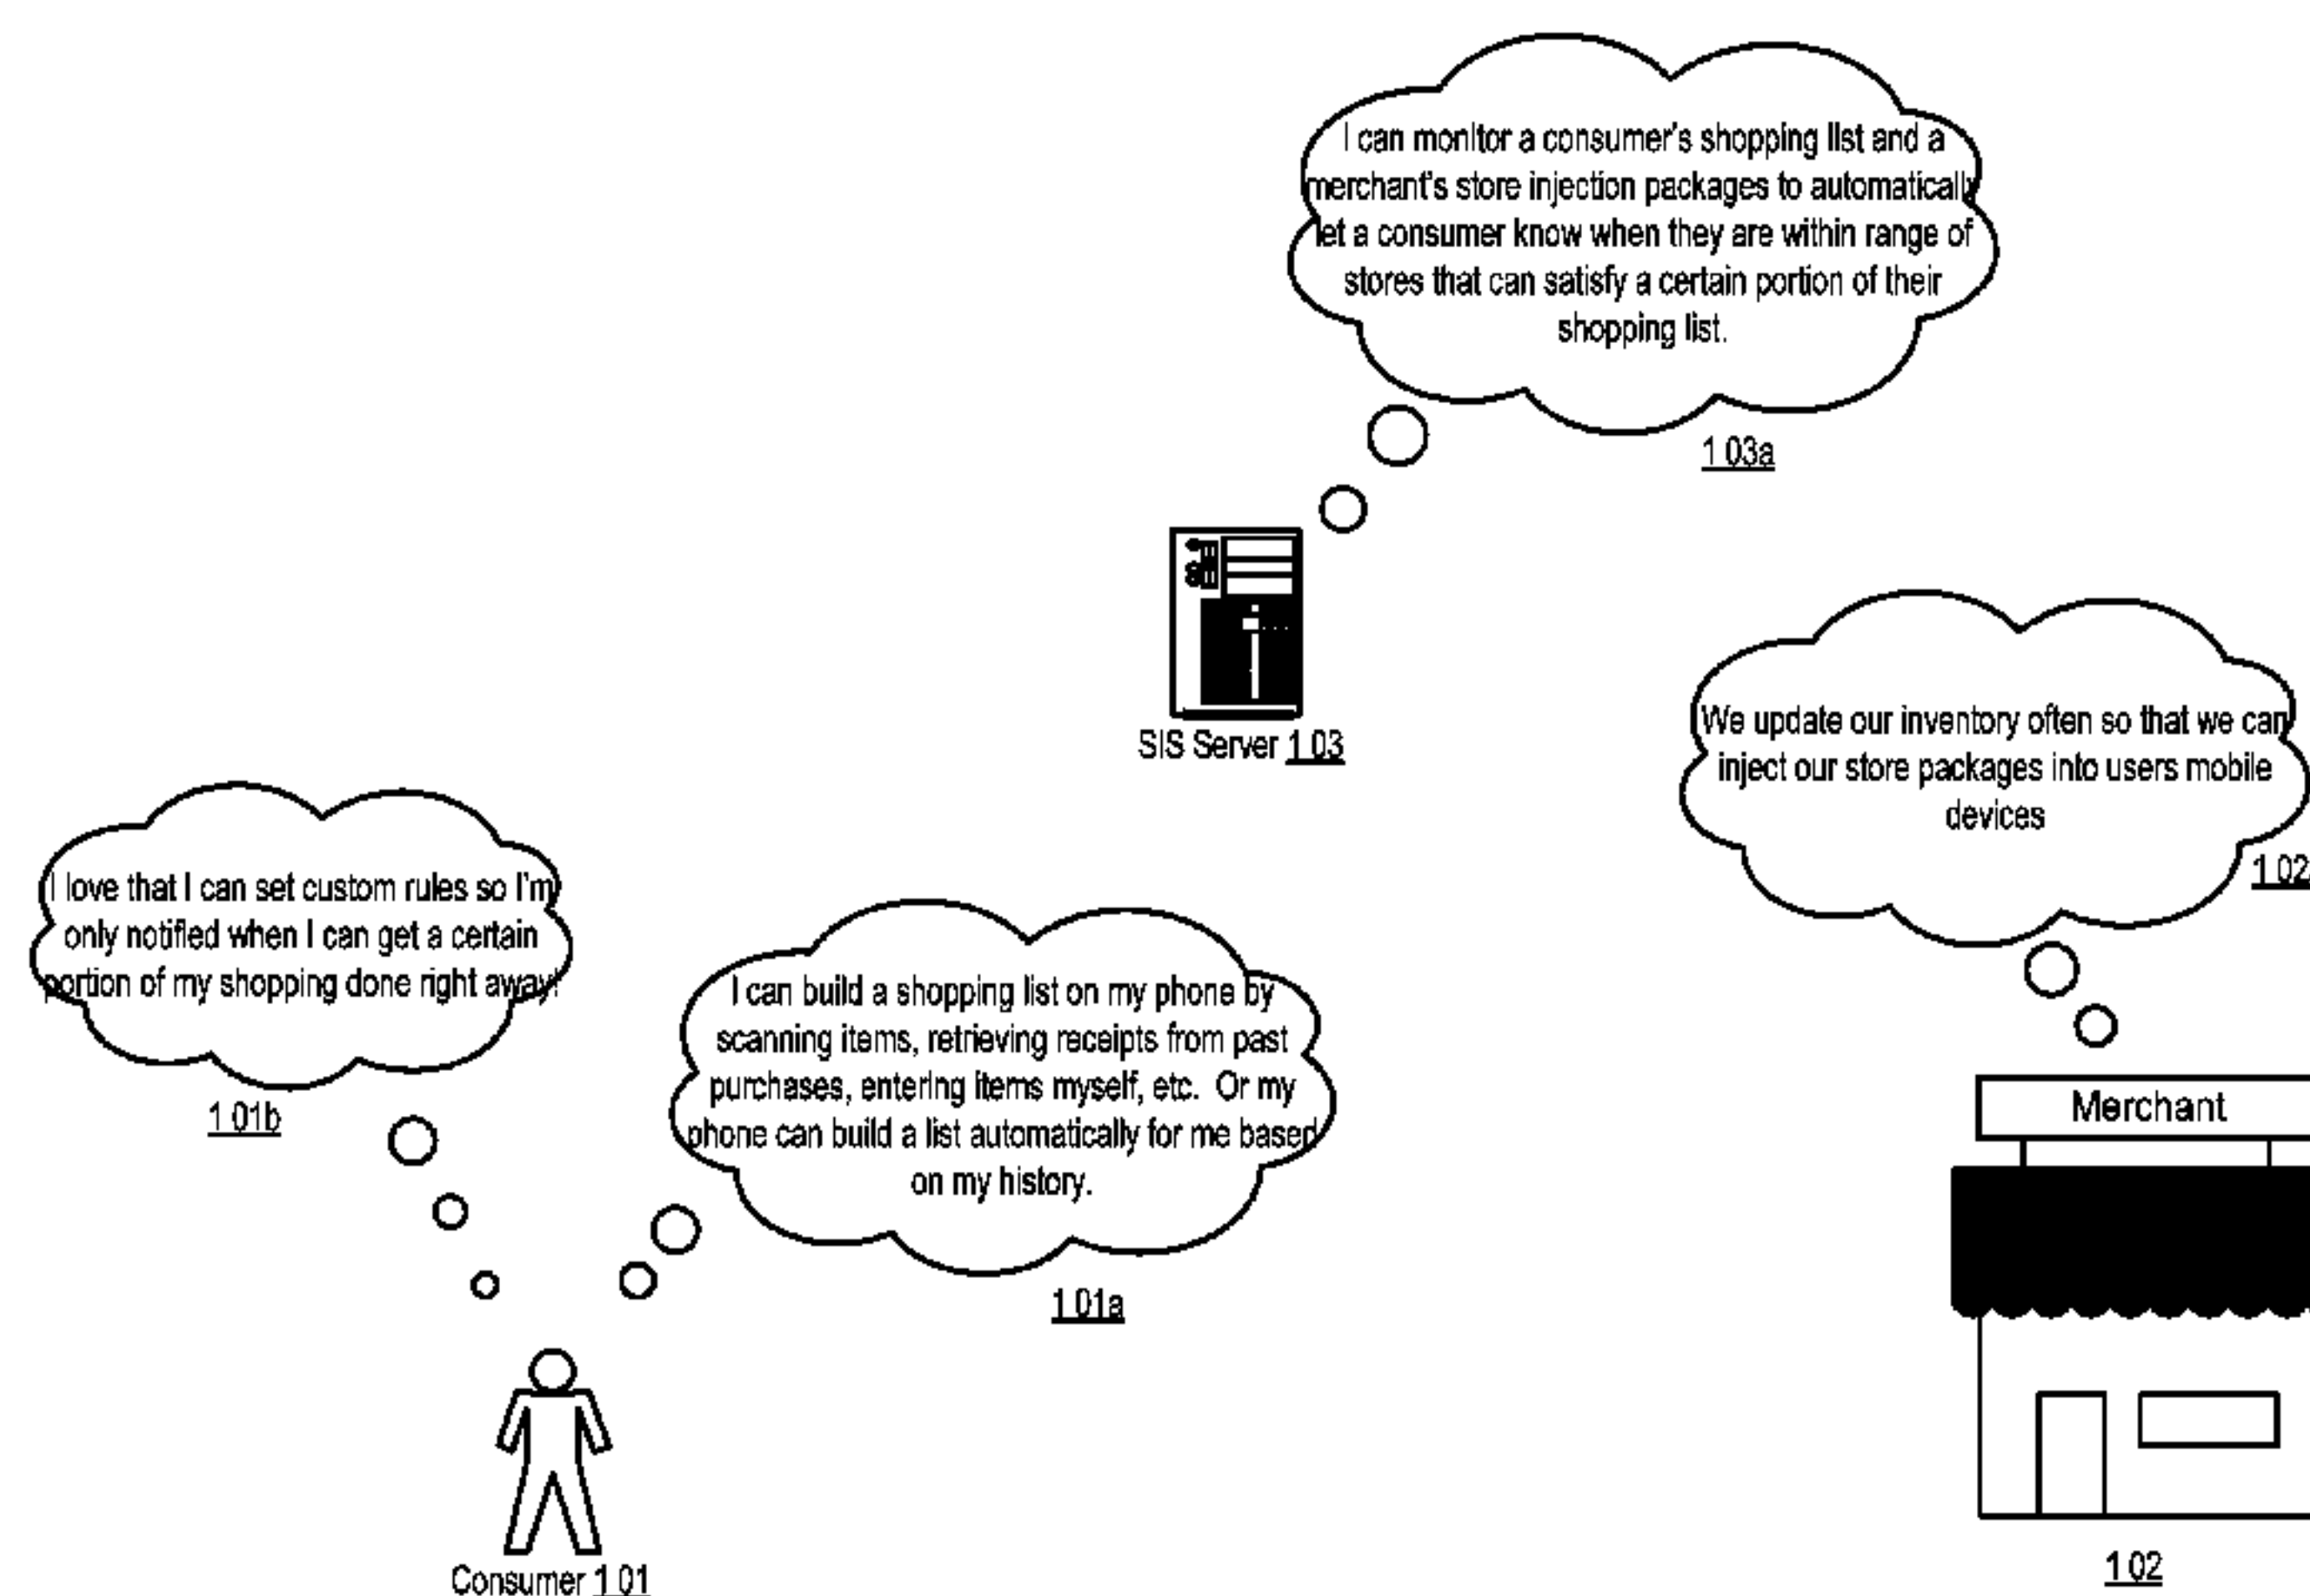 I can monitor a consumer's shopping list and a
merchant's store injection packages to automatically
let a consumer know when they are within range of
stores that can satisfy a certain portion of their
shopping list.
103a
SIS Server 103
We update our inventory often so that we can
inject our store packages into users mobile
devices
102
I love that I can set custom rules so I'm
only notified when I can get a certain
portion of my shopping done right away!
101b
I can build a shopping list on my phone by
scanning items, retrieving receipts from past
purchases, entering items myself, etc. Or my
phone can build a list automatically for me based
on my history.
101a
Merchant
Consumer 101
102